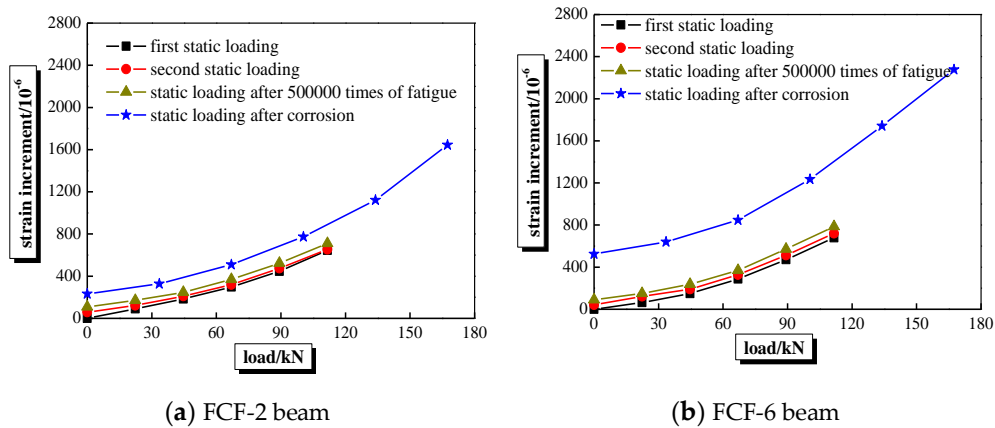 2800
2400
2000
1600
1200
800
400
0
strain increment/10-6
first static loading
second static loading
static loading after 500000 times of fatigue
static loading after corrosion
0 30 60 90 120 150 180
load/kN
(a) FCF-2 beam
2800
2400
2000
1600
1200
800
400
0
strain increment/10-6
first static loading
second static loading
static loading after 500000 times of fatigue
static loading after corrosion
0 30 60 90 120 150 180
load/kN
(b) FCF-6 beam